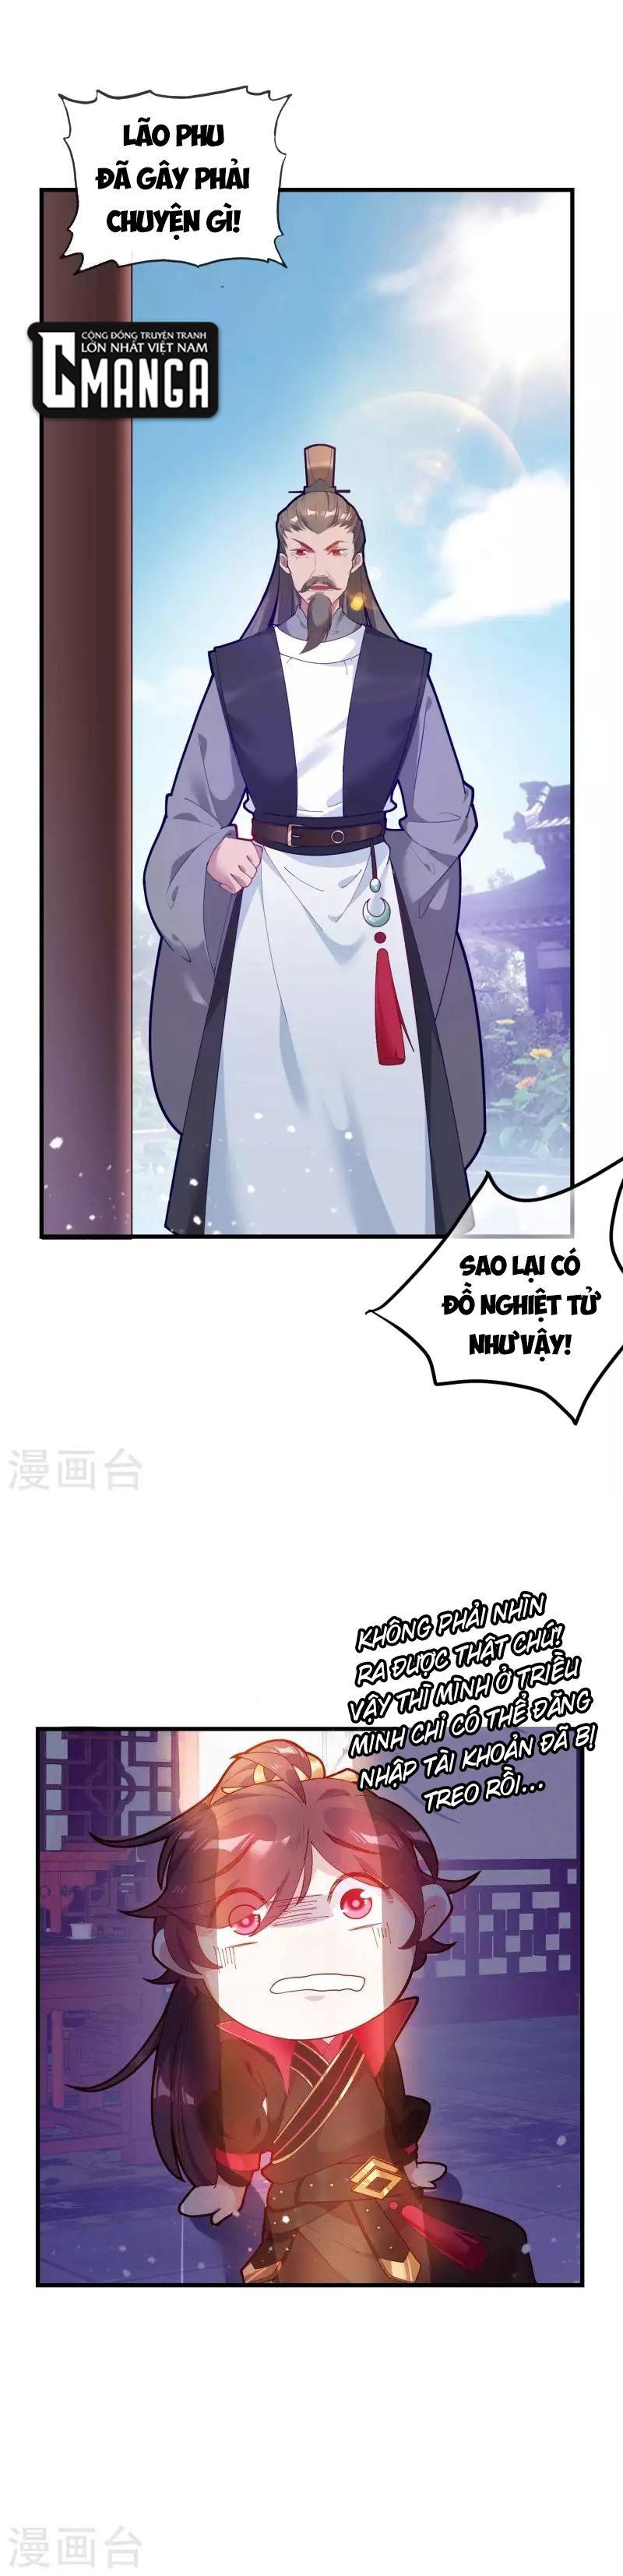 LÃO PHU
ĐÃ GÂY PHẢI
CHUYỆN GÌ!
CỘNG ĐỒNG TRUYỆN TRANH
LỚN NHẤT VIỆT NAM
CMANGA
SAO LẠI CÓ
ĐỒ NGHIỆT TỬ
NHƯ VẬY!
漫画台
KHÔNG PHẢI NHÌN
RA ĐƯỢC THẬT CHỨ!
VẬY THÌ MÌNH Ở TRIỀU
MINH CHỈ CÓ THỂ ĐĂNG
NHẬP TÀI KHOẢN ĐÃ BỊ
TREO RỒI...
漫画台